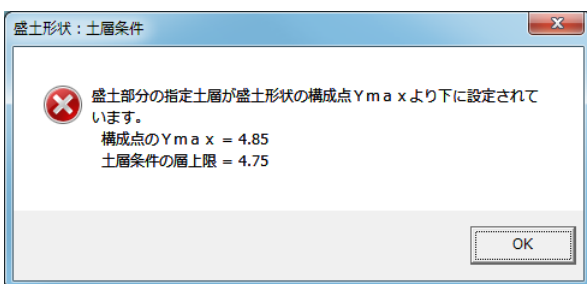 盛土形状：土層条件
盛土部分の指定土層が盛土形状の構成点Ｙｍａｘより下に設定されて
います。
構成点のＹｍａｘ = 4.85
土層条件の層上限 = 4.75
OK